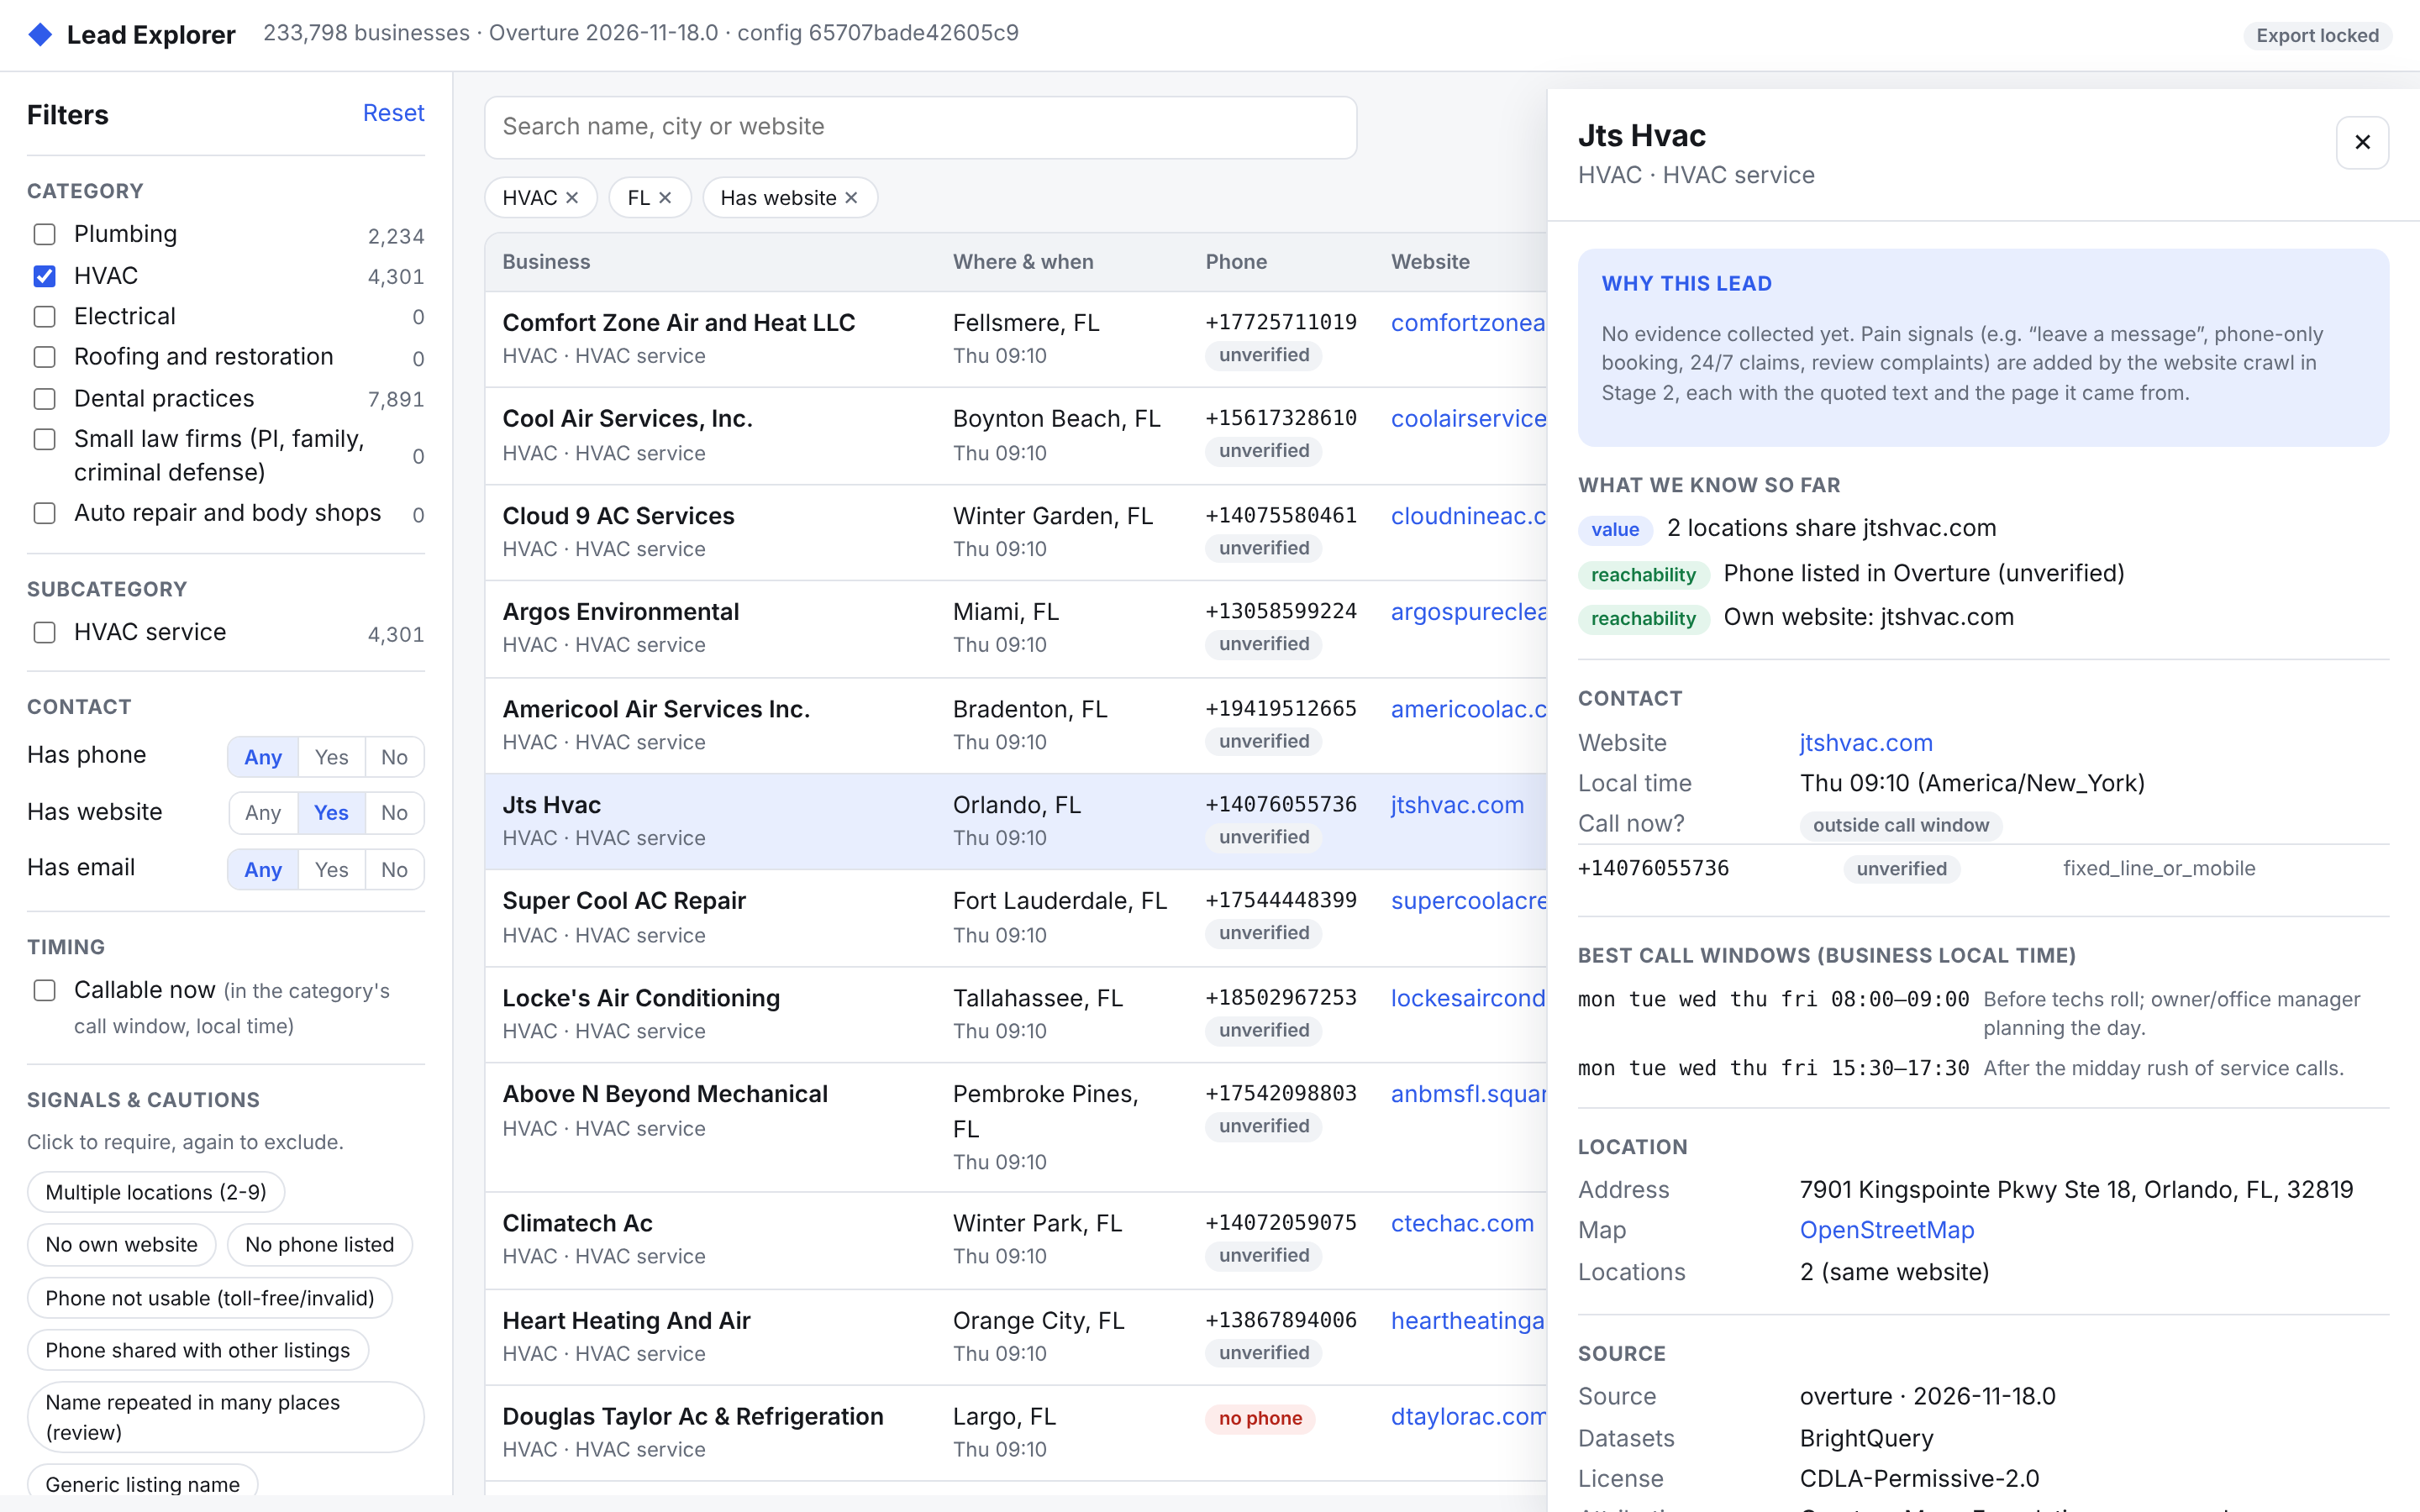 Lead Explorer 233,798 businesses · Overture 2026-11-18.0 · config 65707bade42605c9
Export locked
Filters
Reset
CATEGORY
Plumbing 2,234
HVAC 4,301
Electrical 0
Roofing and restoration 0
Dental practices 7,891
Small law firms (PI, family,
criminal defense) 0
Auto repair and body shops 0
SUBCATEGORY
HVAC service 4,301
CONTACT
Has phone Any Yes No
Has website Any Yes No
Has email Any Yes No
TIMING
Callable now (in the category's
call window, local time)
SIGNALS & CAUTIONS
Click to require, again to exclude.
Multiple locations (2-9)
No own website No phone listed
Phone not usable (toll-free/invalid)
Phone shared with other listings
Name repeated in many places
(review)
Generic listing name
Search name, city or website
HVAC ✕ FL ✕ Has website ✕
Business Where & when Phone Website
Comfort Zone Air and Heat LLC Fellsmere, FL +17725711019 comfortzonea
HVAC · HVAC service Thu 09:10 unverified
Cool Air Services, Inc. Boynton Beach, FL +15617328610 coolairservice
HVAC · HVAC service Thu 09:10 unverified
Cloud 9 AC Services Winter Garden, FL +14075580461 cloudnineac.c
HVAC · HVAC service Thu 09:10 unverified
Argos Environmental Miami, FL +13058599224 argospureclea
HVAC · HVAC service Thu 09:10 unverified
Americool Air Services Inc. Bradenton, FL +19419512665 americoolac.c
HVAC · HVAC service Thu 09:10 unverified
Jts Hvac Orlando, FL +14076055736 jtshvac.com
HVAC · HVAC service Thu 09:10 unverified
Super Cool AC Repair Fort Lauderdale, FL +17544448399 supercoolacre
HVAC · HVAC service Thu 09:10 unverified
Locke's Air Conditioning Tallahassee, FL +18502967253 lockesaircond
HVAC · HVAC service Thu 09:10 unverified
Above N Beyond Mechanical Pembroke Pines, +17542098803 anbmsfl.squar
HVAC · HVAC service FL unverified
Thu 09:10
Climatech Ac Winter Park, FL +14072059075 ctechac.com
HVAC · HVAC service Thu 09:10 unverified
Heart Heating And Air Orange City, FL +13867894006 heartheatinga
HVAC · HVAC service Thu 09:10 unverified
Douglas Taylor Ac & Refrigeration Largo, FL no phone dtaylorac.com
HVAC · HVAC service Thu 09:10
Jts Hvac
✕
HVAC · HVAC service
WHY THIS LEAD
No evidence collected yet. Pain signals (e.g. “leave a message”, phone-only
booking, 24/7 claims, review complaints) are added by the website crawl in
Stage 2, each with the quoted text and the page it came from.
WHAT WE KNOW SO FAR
value 2 locations share jtshvac.com
reachability Phone listed in Overture (unverified)
reachability Own website: jtshvac.com
CONTACT
Website jtshvac.com
Local time Thu 09:10 (America/New_York)
Call now? outside call window
+14076055736 unverified fixed_line_or_mobile
BEST CALL WINDOWS (BUSINESS LOCAL TIME)
mon tue wed thu fri 08:00–09:00 Before techs roll; owner/office manager
planning the day.
mon tue wed thu fri 15:30–17:30 After the midday rush of service calls.
LOCATION
Address 7901 Kingspointe Pkwy Ste 18, Orlando, FL, 32819
Map OpenStreetMap
Locations 2 (same website)
SOURCE
Source overture · 2026-11-18.0
Datasets BrightQuery
License CDLA-Permissive-2.0